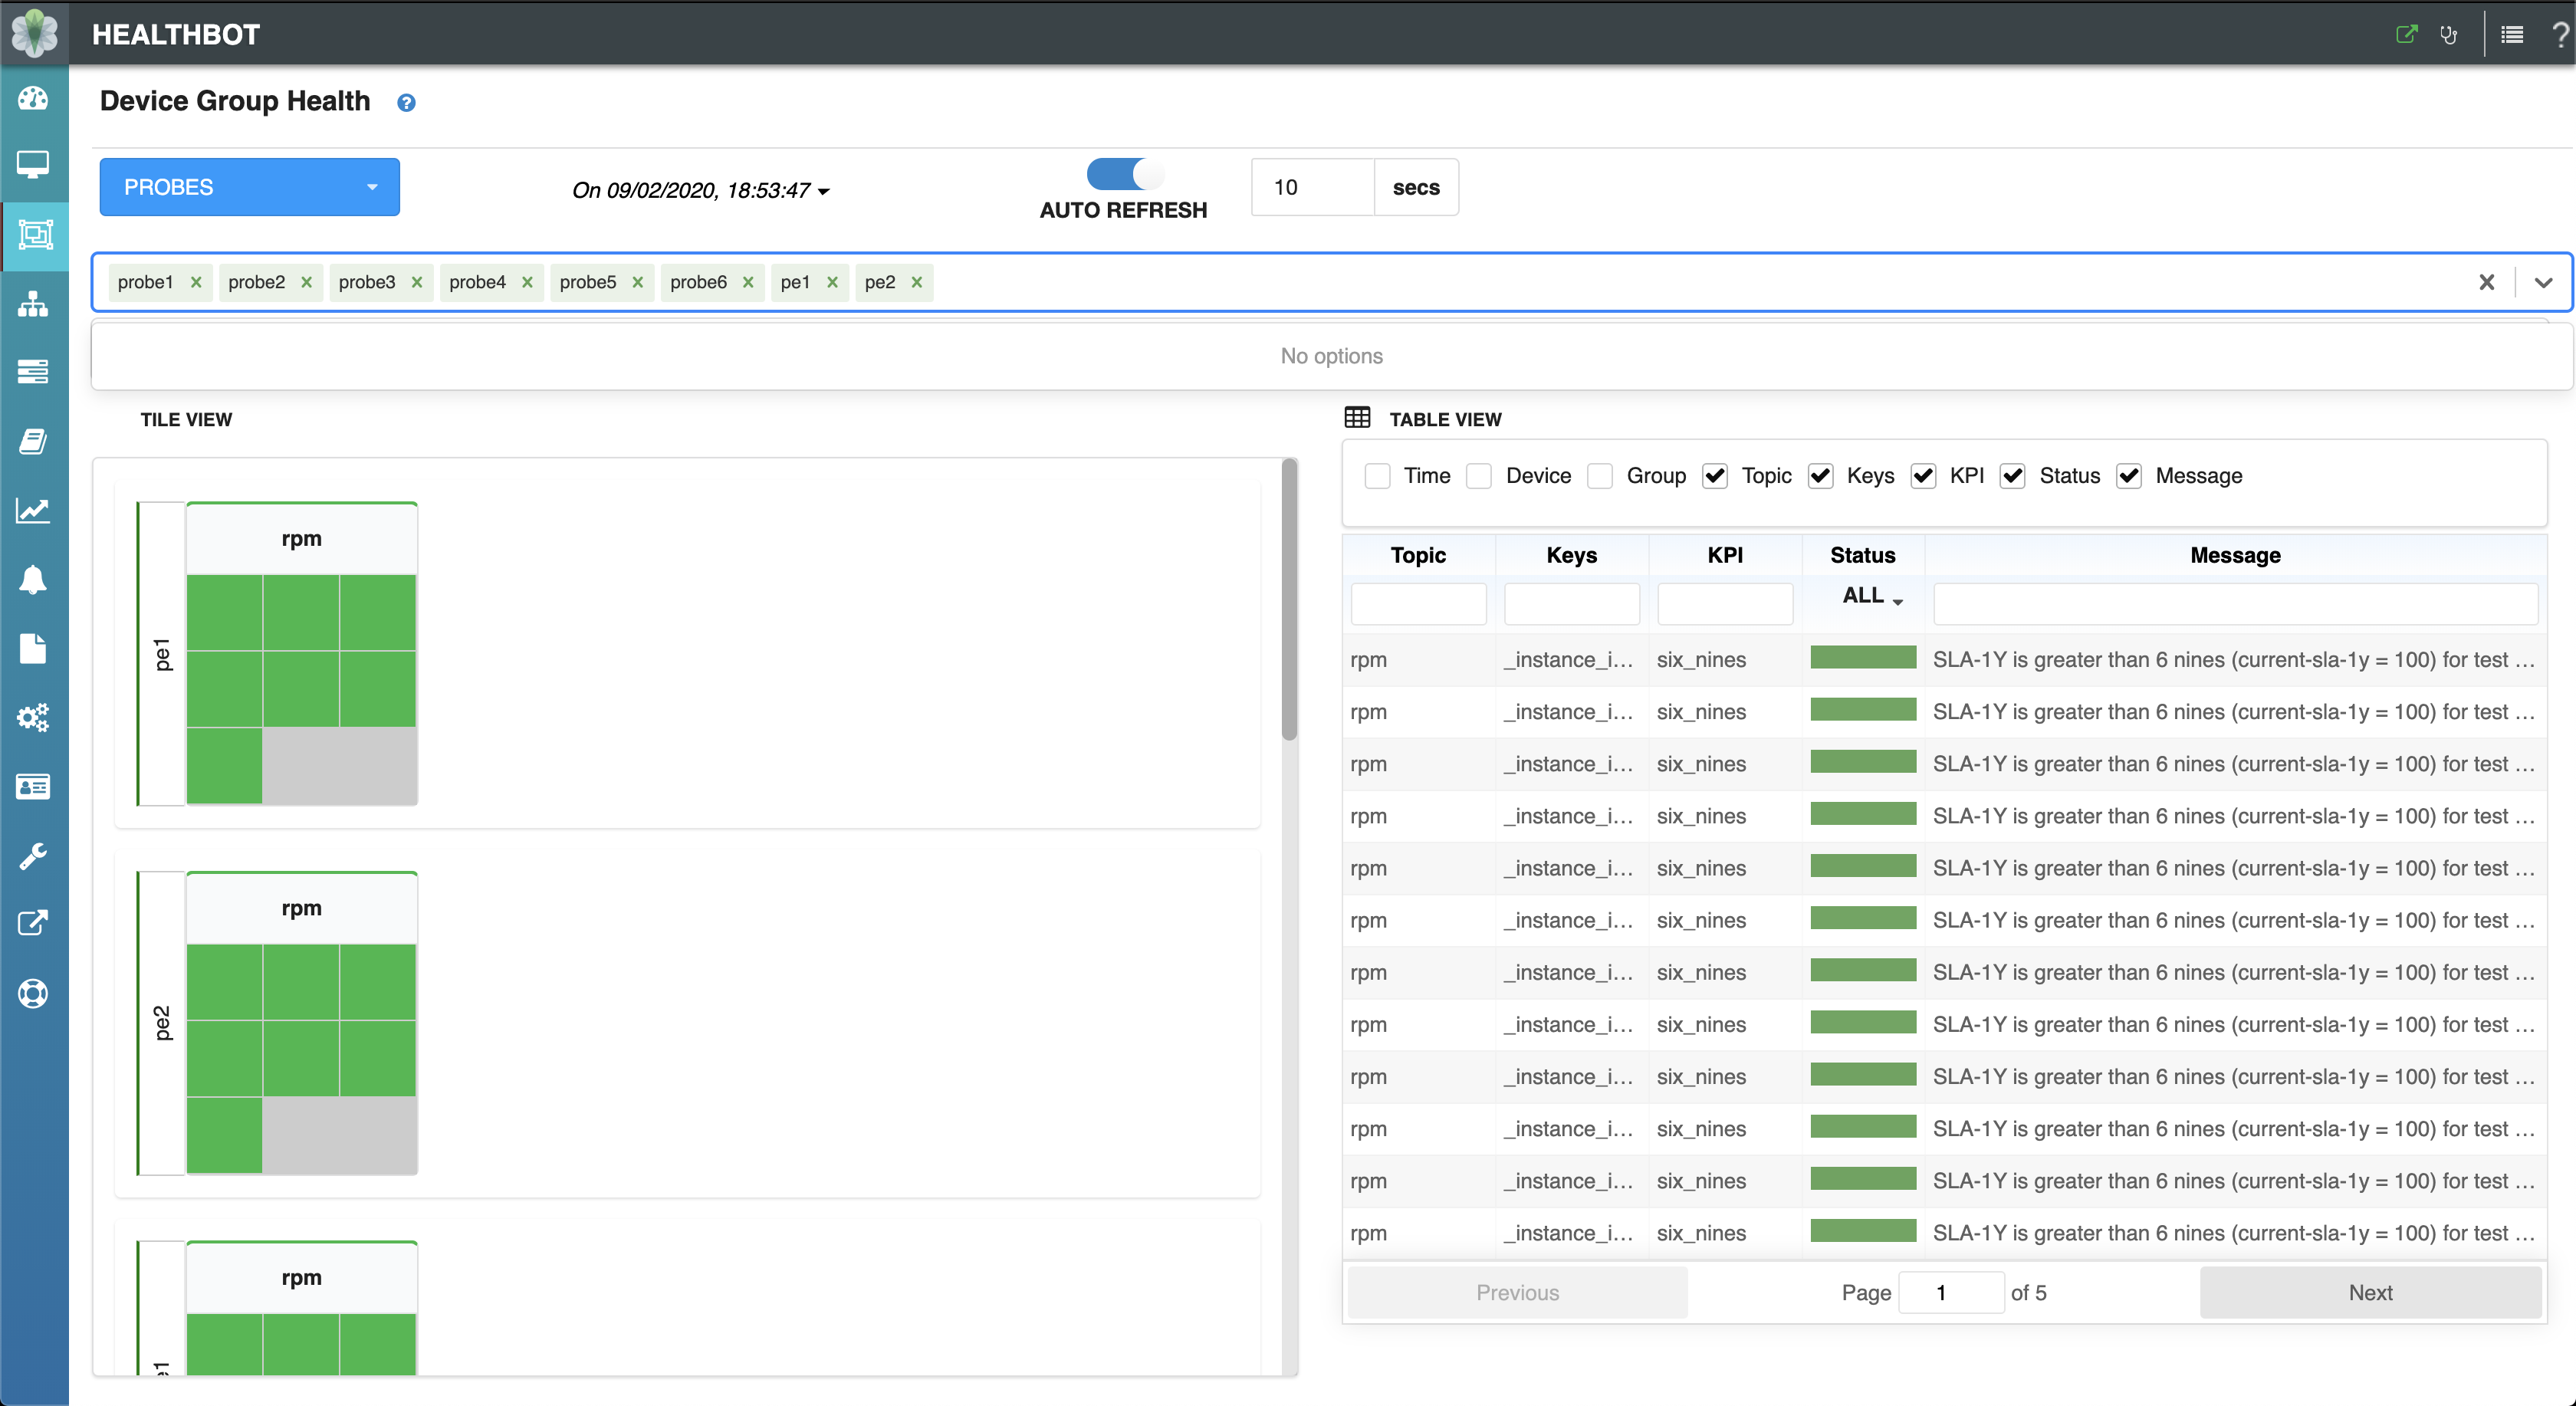 HEALTHBOT
?
Device Group Health ?
PROBES
On 09/02/2020, 18:53:47
AUTO REFRESH
10 secs
probe1 × probe2 × probe3 × probe4 × probe5 × probe6 × pe1 × pe2 ×
No options
TILE VIEW
rpm
pe1
rpm
pe2
rpm
TABLE VIEW
Time Device Group Topic Keys KPI Status Message
Topic Keys KPI Status Message
ALL
rpm _instance_i... six_nines SLA-1Y is greater than 6 nines (current-sla-1y = 100) for test ...
rpm _instance_i... six_nines SLA-1Y is greater than 6 nines (current-sla-1y = 100) for test ...
rpm _instance_i... six_nines SLA-1Y is greater than 6 nines (current-sla-1y = 100) for test ...
rpm _instance_i... six_nines SLA-1Y is greater than 6 nines (current-sla-1y = 100) for test ...
rpm _instance_i... six_nines SLA-1Y is greater than 6 nines (current-sla-1y = 100) for test ...
rpm _instance_i... six_nines SLA-1Y is greater than 6 nines (current-sla-1y = 100) for test ...
rpm _instance_i... six_nines SLA-1Y is greater than 6 nines (current-sla-1y = 100) for test ...
rpm _instance_i... six_nines SLA-1Y is greater than 6 nines (current-sla-1y = 100) for test ...
rpm _instance_i... six_nines SLA-1Y is greater than 6 nines (current-sla-1y = 100) for test ...
rpm _instance_i... six_nines SLA-1Y is greater than 6 nines (current-sla-1y = 100) for test ...
rpm _instance_i... six_nines SLA-1Y is greater than 6 nines (current-sla-1y = 100) for test ...
rpm _instance_i... six_nines SLA-1Y is greater than 6 nines (current-sla-1y = 100) for test ...
Previous Page 1 of 5 Next